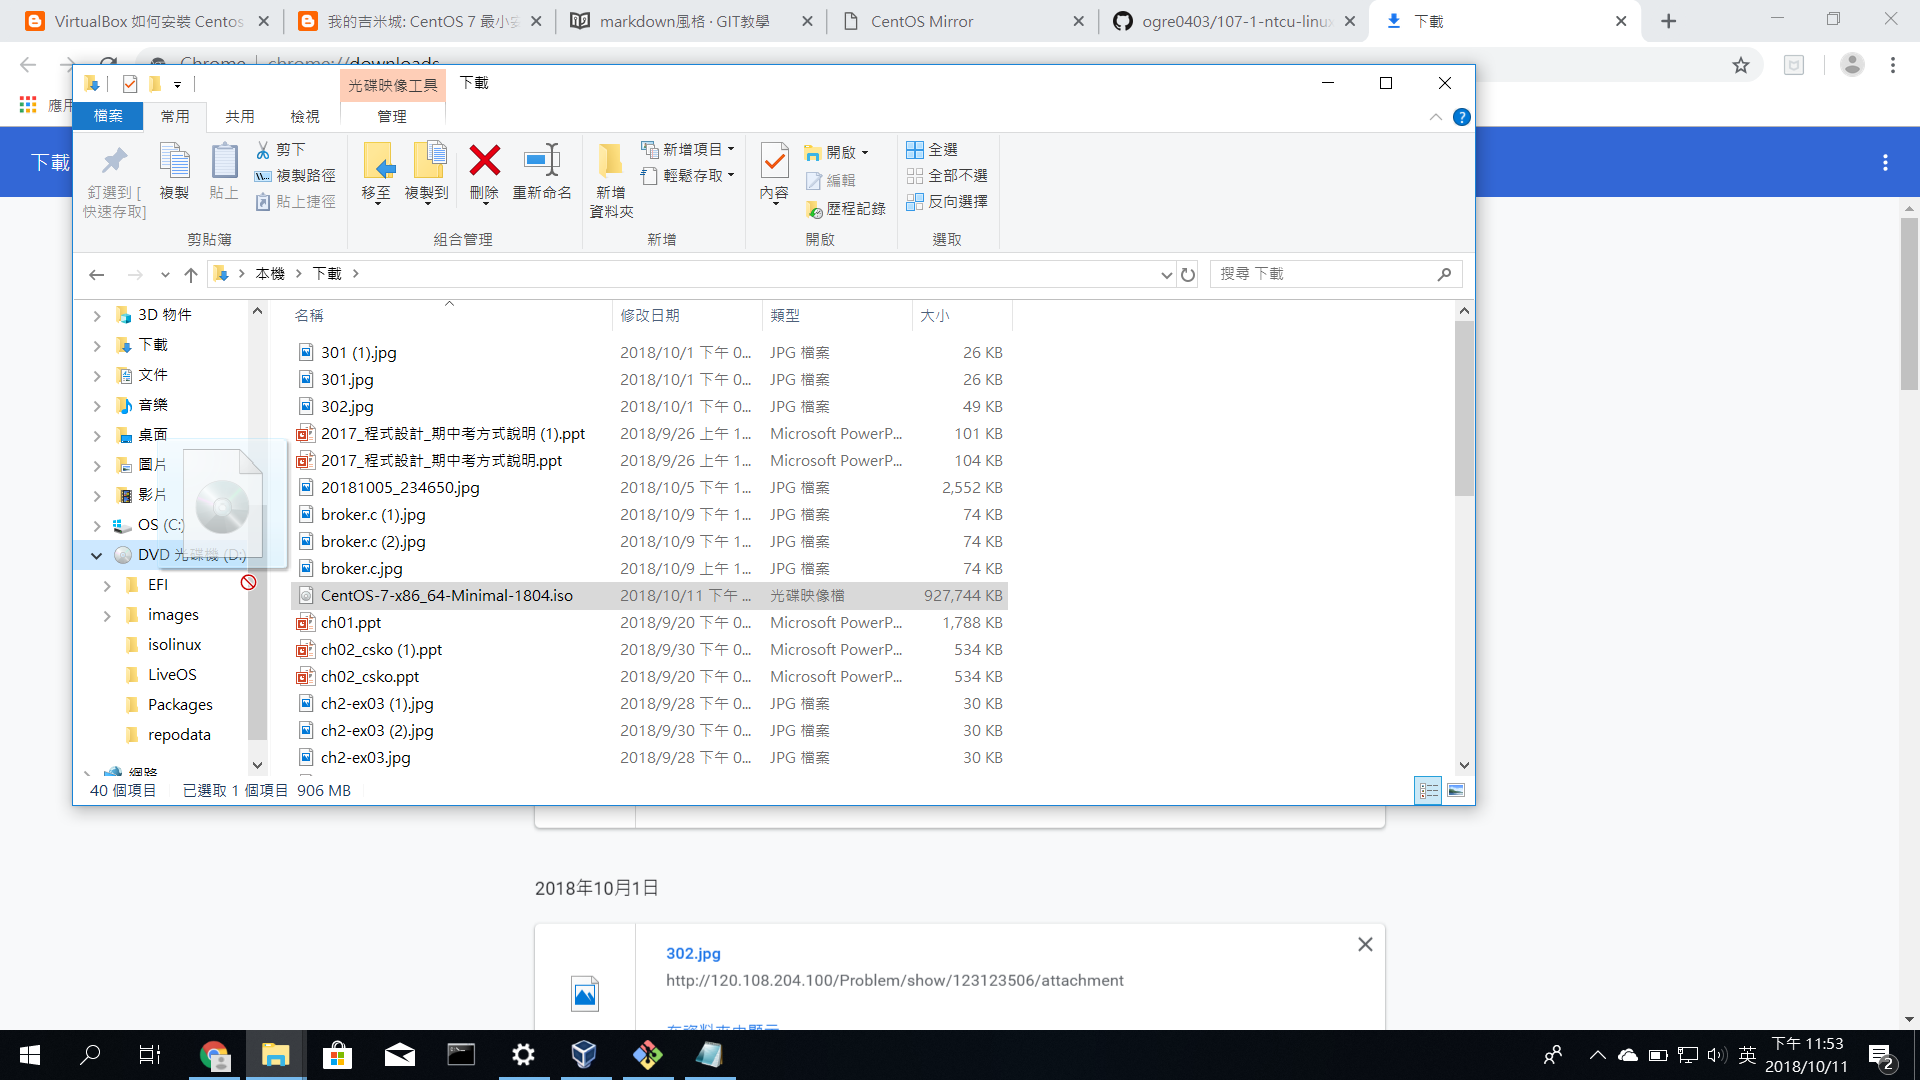 VirtualBox 如何安裝 Centos
我的吉米城: CentOS 7 最小安
markdown風格 · GIT教學
CentOS Mirror
ogre0403/107-1-ntcu-linux
下載
Chrome | chrome://downloads
應用
下載
光碟映像工具
下載
檔案
常用
共用
檢視
管理
釘選到 [
快速存取]
複製
貼上
剪下
複製路徑
貼上捷徑
剪貼簿
移至
複製到
刪除
重新命名
組合管理
新增
資料夾
新增項目
輕鬆存取
新增
內容
開啟
編輯
歷程記錄
開啟
全選
全部不選
反向選擇
選取
本機 > 下載 >
搜尋 下載
3D 物件
下載
文件
音樂
桌面
圖片
影片
OS (C:)
DVD 光碟機 (D:)
EFI
images
isolinux
LiveOS
Packages
repodata
網路
名稱 修改日期 類型 大小
301 (1).jpg 2018/10/1 下午 0... JPG 檔案 26 KB
301.jpg 2018/10/1 下午 0... JPG 檔案 26 KB
302.jpg 2018/10/1 下午 0... JPG 檔案 49 KB
2017_程式設計_期中考方式說明 (1).ppt 2018/9/26 上午 1... Microsoft PowerP... 101 KB
2017_程式設計_期中考方式說明.ppt 2018/9/26 上午 1... Microsoft PowerP... 104 KB
20181005_234650.jpg 2018/10/5 下午 1... JPG 檔案 2,552 KB
broker.c (1).jpg 2018/10/9 下午 1... JPG 檔案 74 KB
broker.c (2).jpg 2018/10/9 下午 1... JPG 檔案 74 KB
broker.c.jpg 2018/10/9 上午 1... JPG 檔案 74 KB
CentOS-7-x86_64-Minimal-1804.iso 2018/10/11 下午 ... 光碟映像檔 927,744 KB
ch01.ppt 2018/9/20 下午 0... Microsoft PowerP... 1,788 KB
ch02_csko (1).ppt 2018/9/30 下午 0... Microsoft PowerP... 534 KB
ch02_csko.ppt 2018/9/20 下午 0... Microsoft PowerP... 534 KB
ch2-ex03 (1).jpg 2018/9/28 下午 0... JPG 檔案 30 KB
ch2-ex03 (2).jpg 2018/9/30 下午 0... JPG 檔案 30 KB
ch2-ex03.jpg 2018/9/28 下午 0... JPG 檔案 30 KB
40 個項目 已選取 1 個項目 906 MB
2018年10月1日
302.jpg
http://120.108.204.100/Problem/show/123123506/attachment
在資料夾中顯示
英
下午 11:53
2018/10/11
2